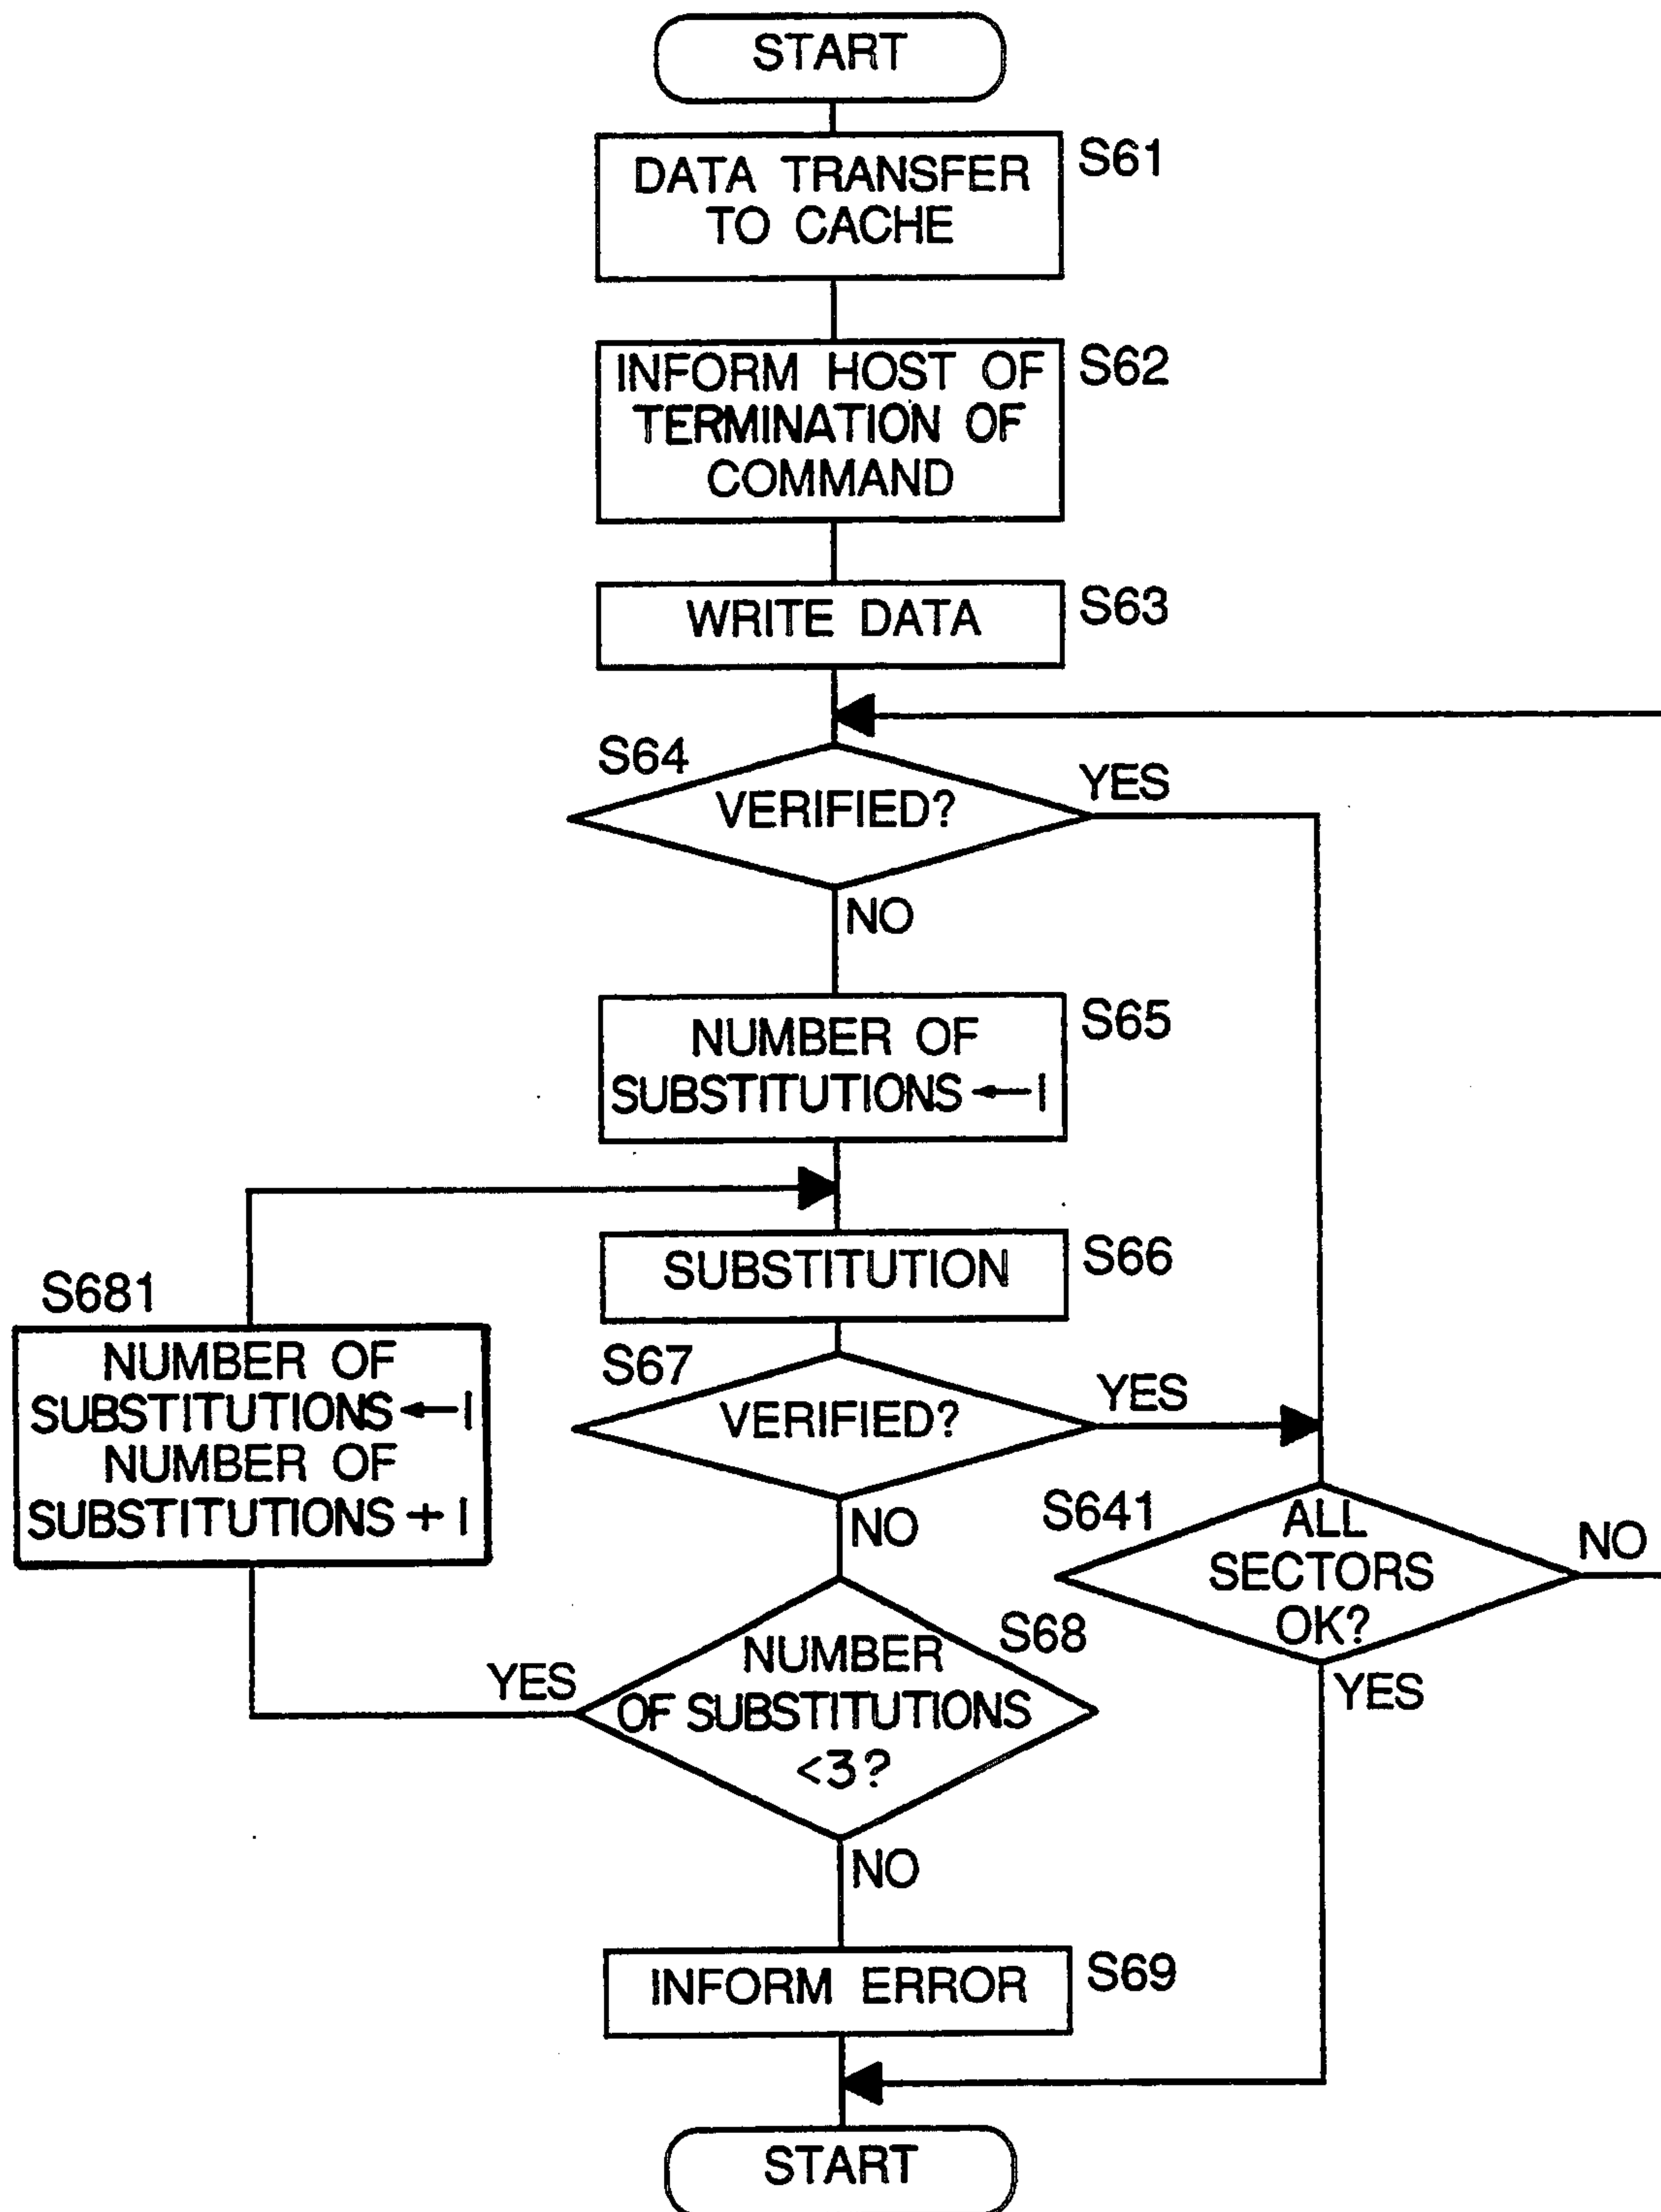 START
DATA TRANSFER
TO CACHE
S61
INFORM HOST OF
TERMINATION OF
COMMAND
S62
WRITE DATA
S63
S64
VERIFIED?
YES
NO
NUMBER OF
SUBSTITUTIONS ← 1
S65
SUBSTITUTION
S66
S681
NUMBER OF
SUBSTITUTIONS ← 1
NUMBER OF
SUBSTITUTIONS + 1
S67
VERIFIED?
YES
NO
S641
ALL
SECTORS
OK?
NO
YES
S68
NUMBER
OF SUBSTITUTIONS
<3?
YES
NO
INFORM ERROR
S69
START